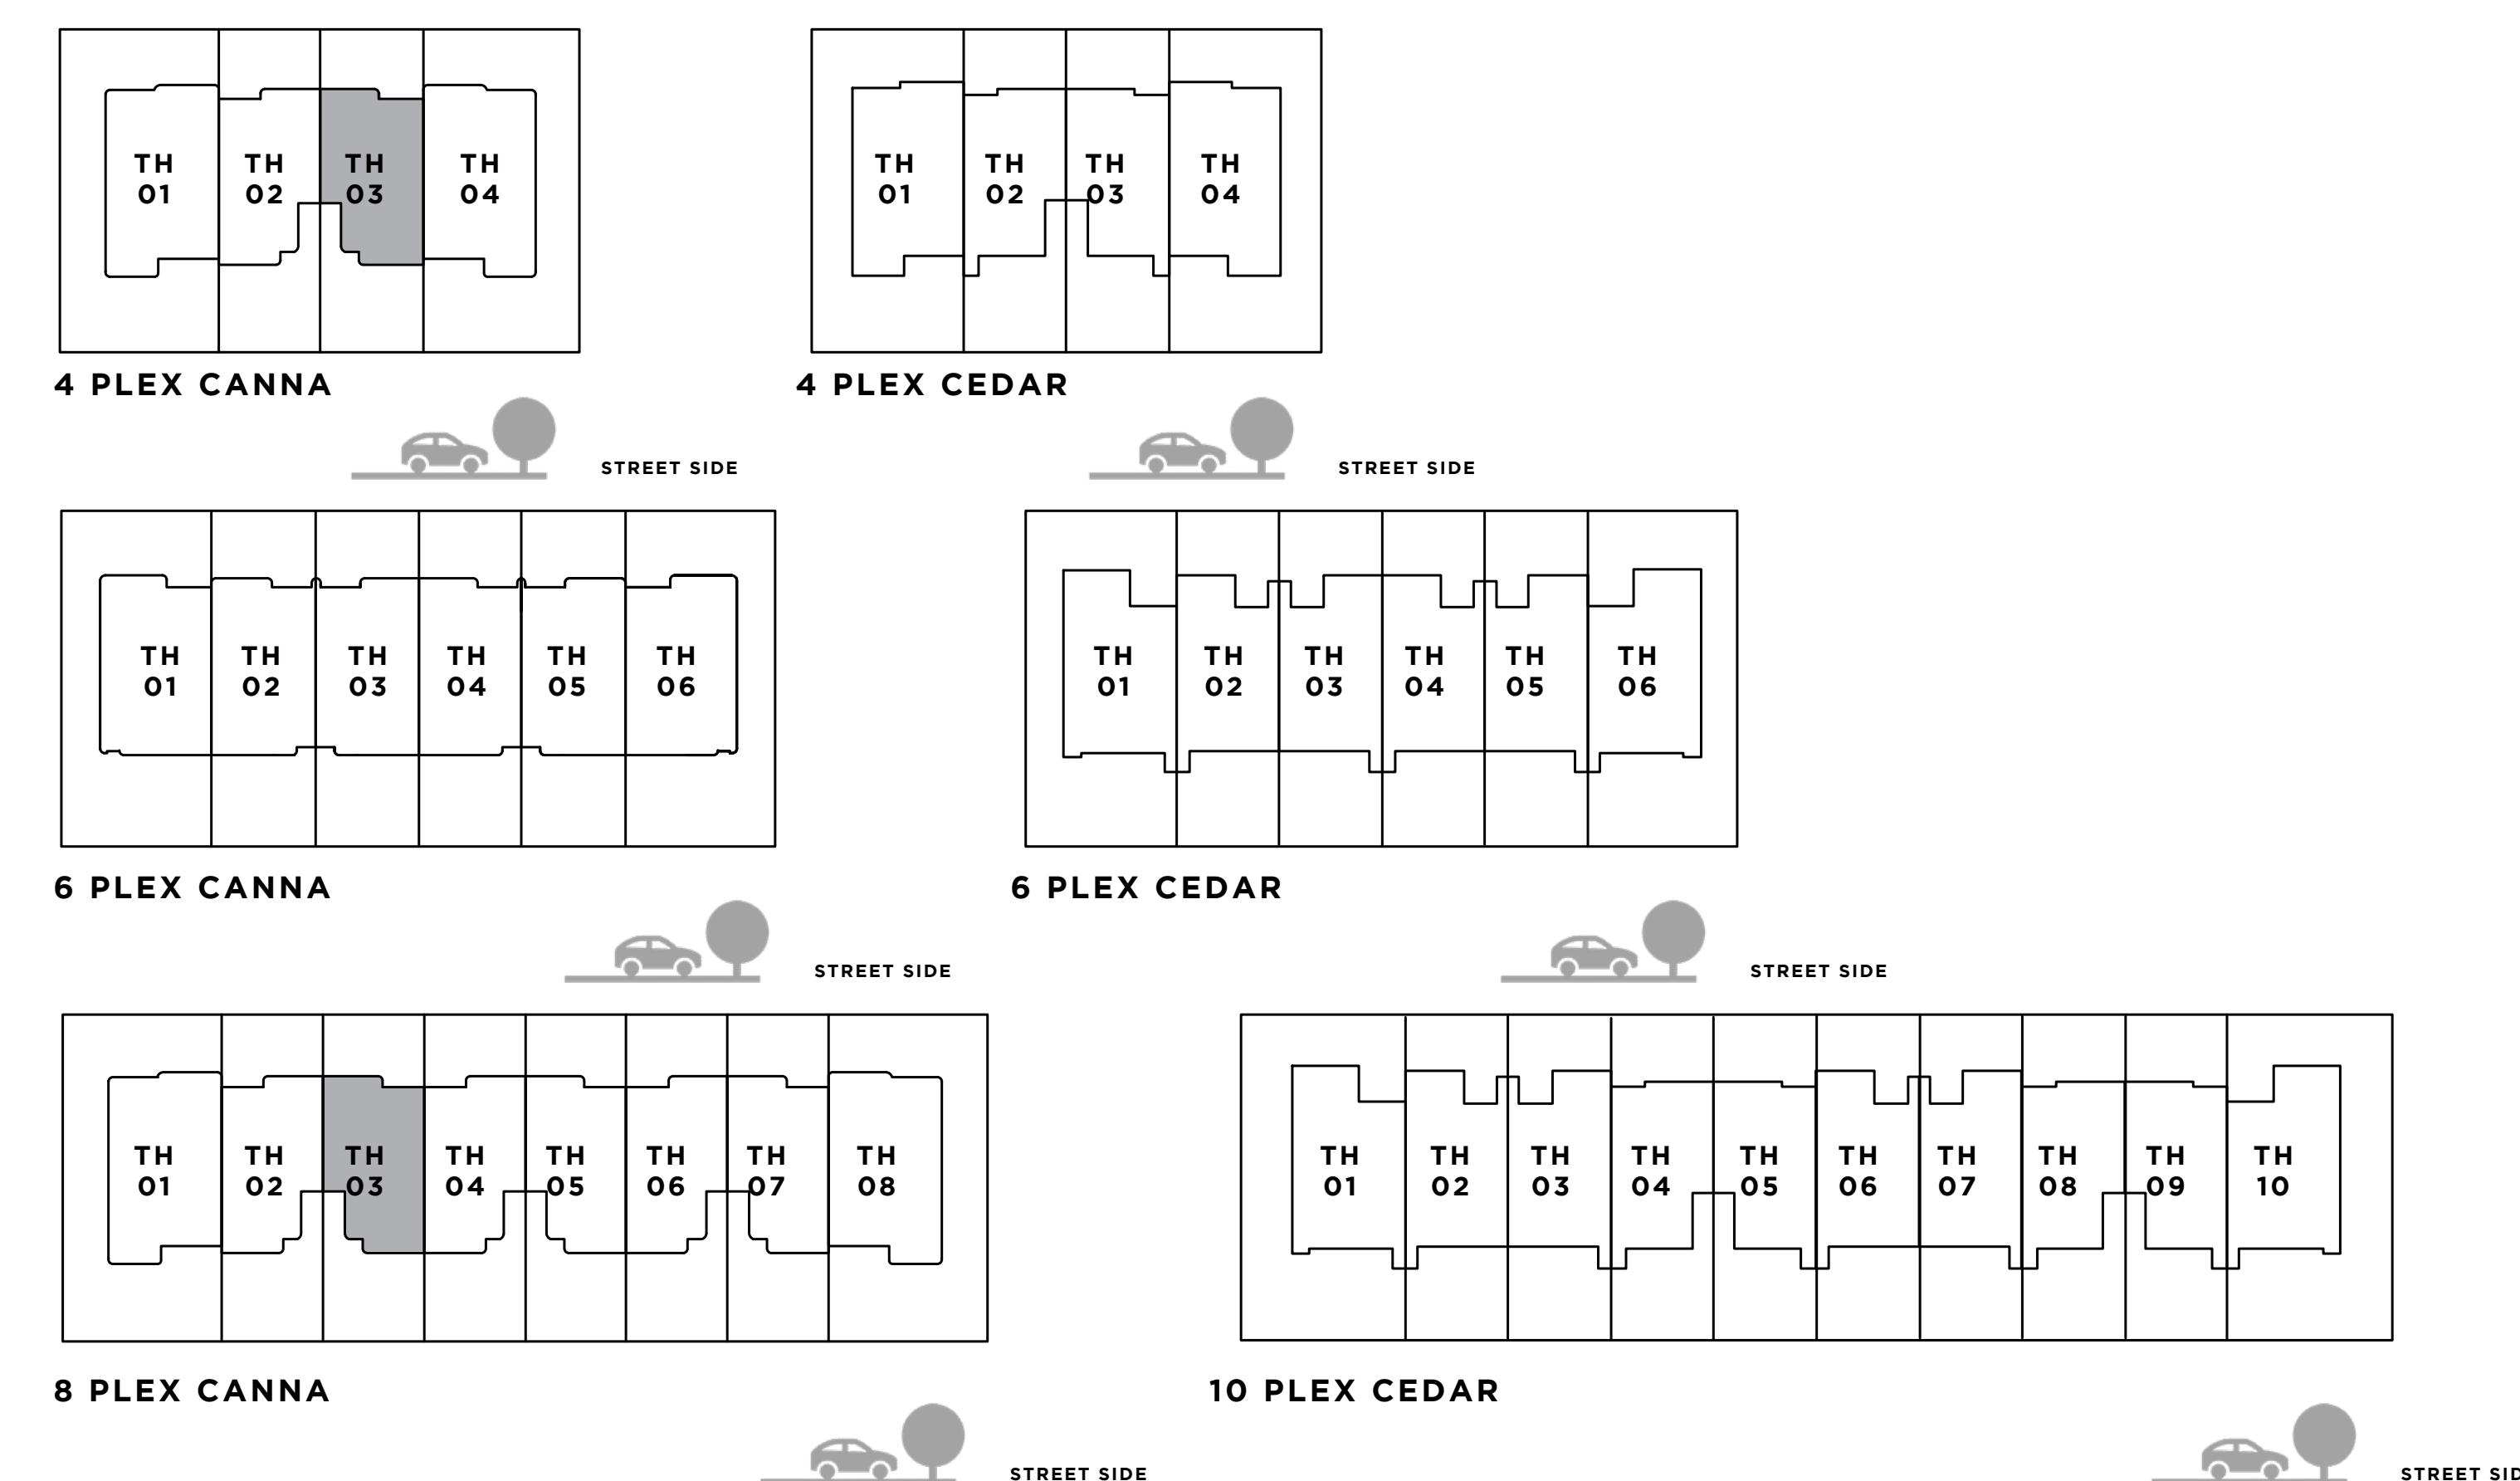 TH TH TH TH
01 02 03 04
4 PLEX CANNA
STREET SIDE
TH TH TH TH
01 02 03 04
4 PLEX CEDAR
STREET SIDE
TH TH TH TH TH TH
01 02 03 04 05 06
6 PLEX CANNA
STREET SIDE
TH TH TH TH TH TH
01 02 03 04 05 06
6 PLEX CEDAR
STREET SIDE
TH TH TH TH TH TH TH TH
01 02 03 04 05 06 07 08
8 PLEX CANNA
STREET SIDE
TH TH TH TH TH TH TH TH TH TH
01 02 03 04 05 06 07 08 09 10
10 PLEX CEDAR
STREET